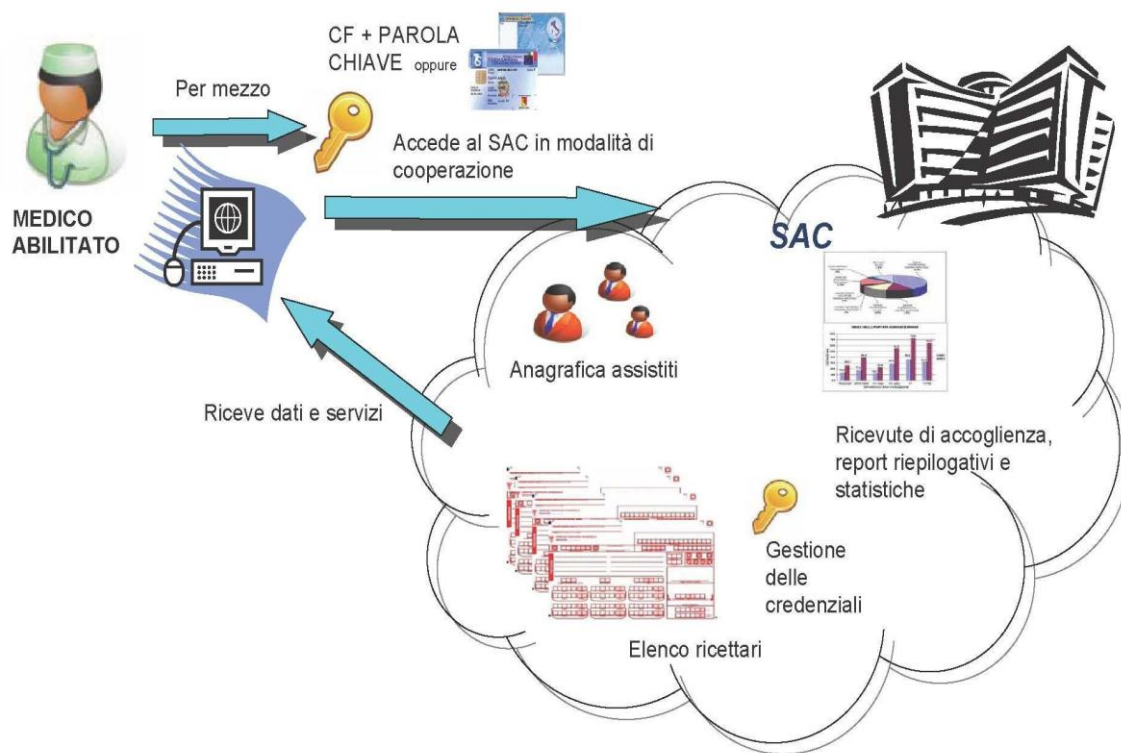 CF + PAROLA
CHIAVE oppure
Per mezzo
Accede al SAC in modalità di
cooperazione
MEDICO
ABILITATO
SAC
Anagrafica assistiti
Riceve dati e servizi
Ricevute di accoglienza,
report riepilogativi e
statistiche
Gestione
delle
credenziali
Elenco ricettari